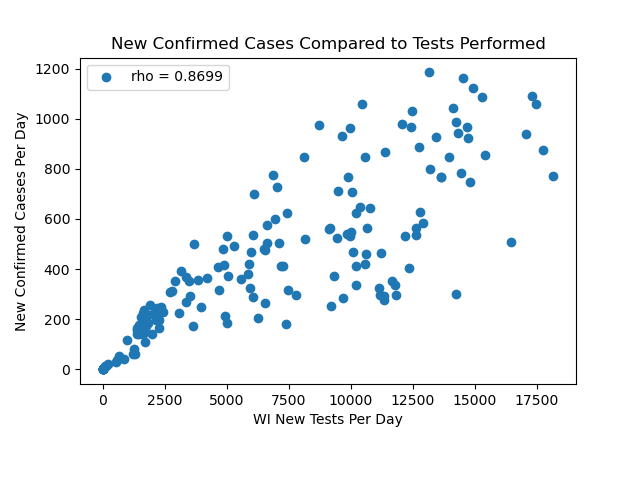 New Confirmed Cases Compared to Tests Performed
rho = 0.8699
1200
1000
800
600
400
200
0
New Confirmed Caeses Per Day
0 2500 5000 7500 10000 12500 15000 17500
WI New Tests Per Day